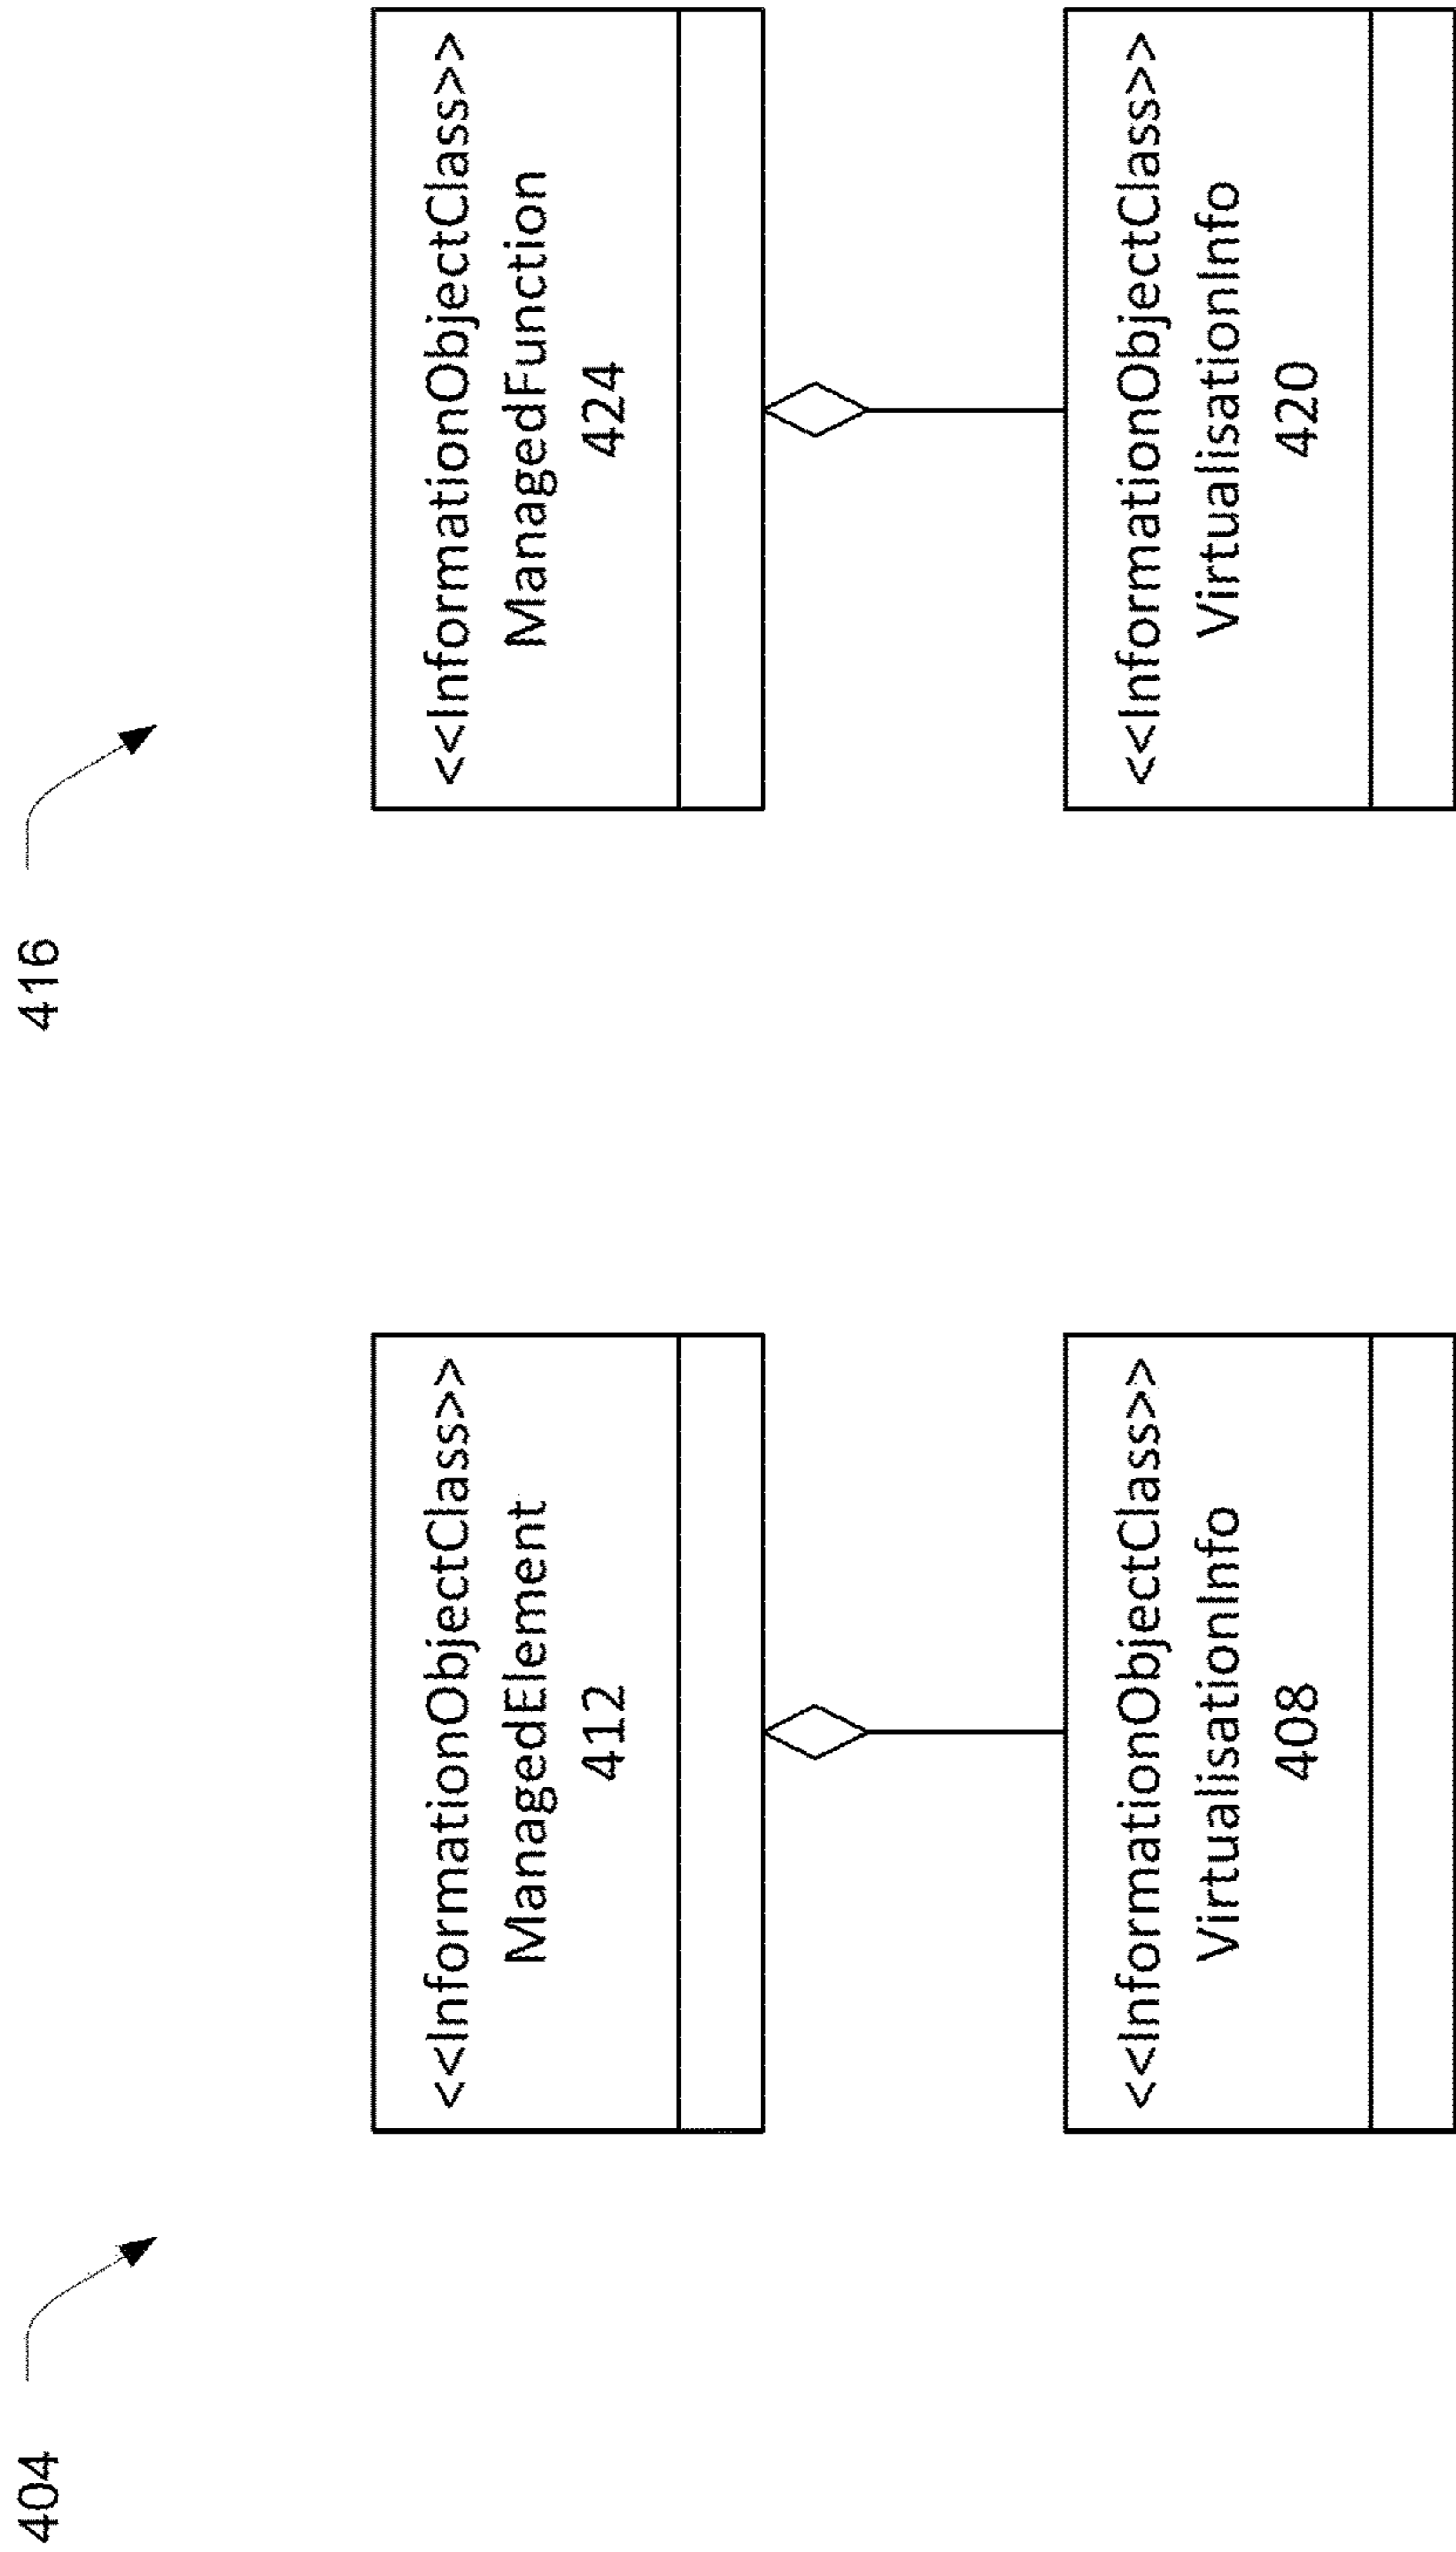 404
<<InformationObjectClass>>
ManagedElement
412
<<InformationObjectClass>>
VirtualisationInfo
408
416
<<InformationObjectClass>>
ManagedFunction
424
<<InformationObjectClass>>
VirtualisationInfo
420